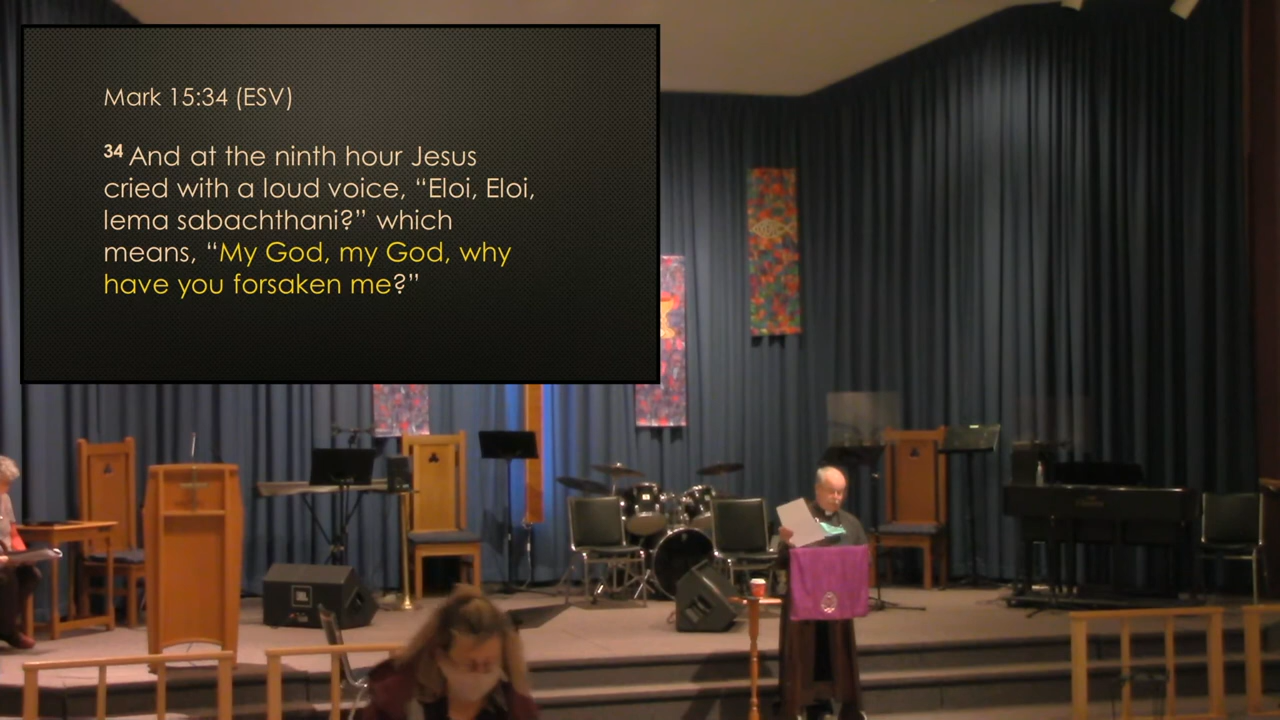 Mark 15:34 (ESV)
34 And at the ninth hour Jesus
cried with a loud voice, “Eloi, Eloi,
lema sabachthani?” which
means, “My God, my God, why
have you forsaken me?”